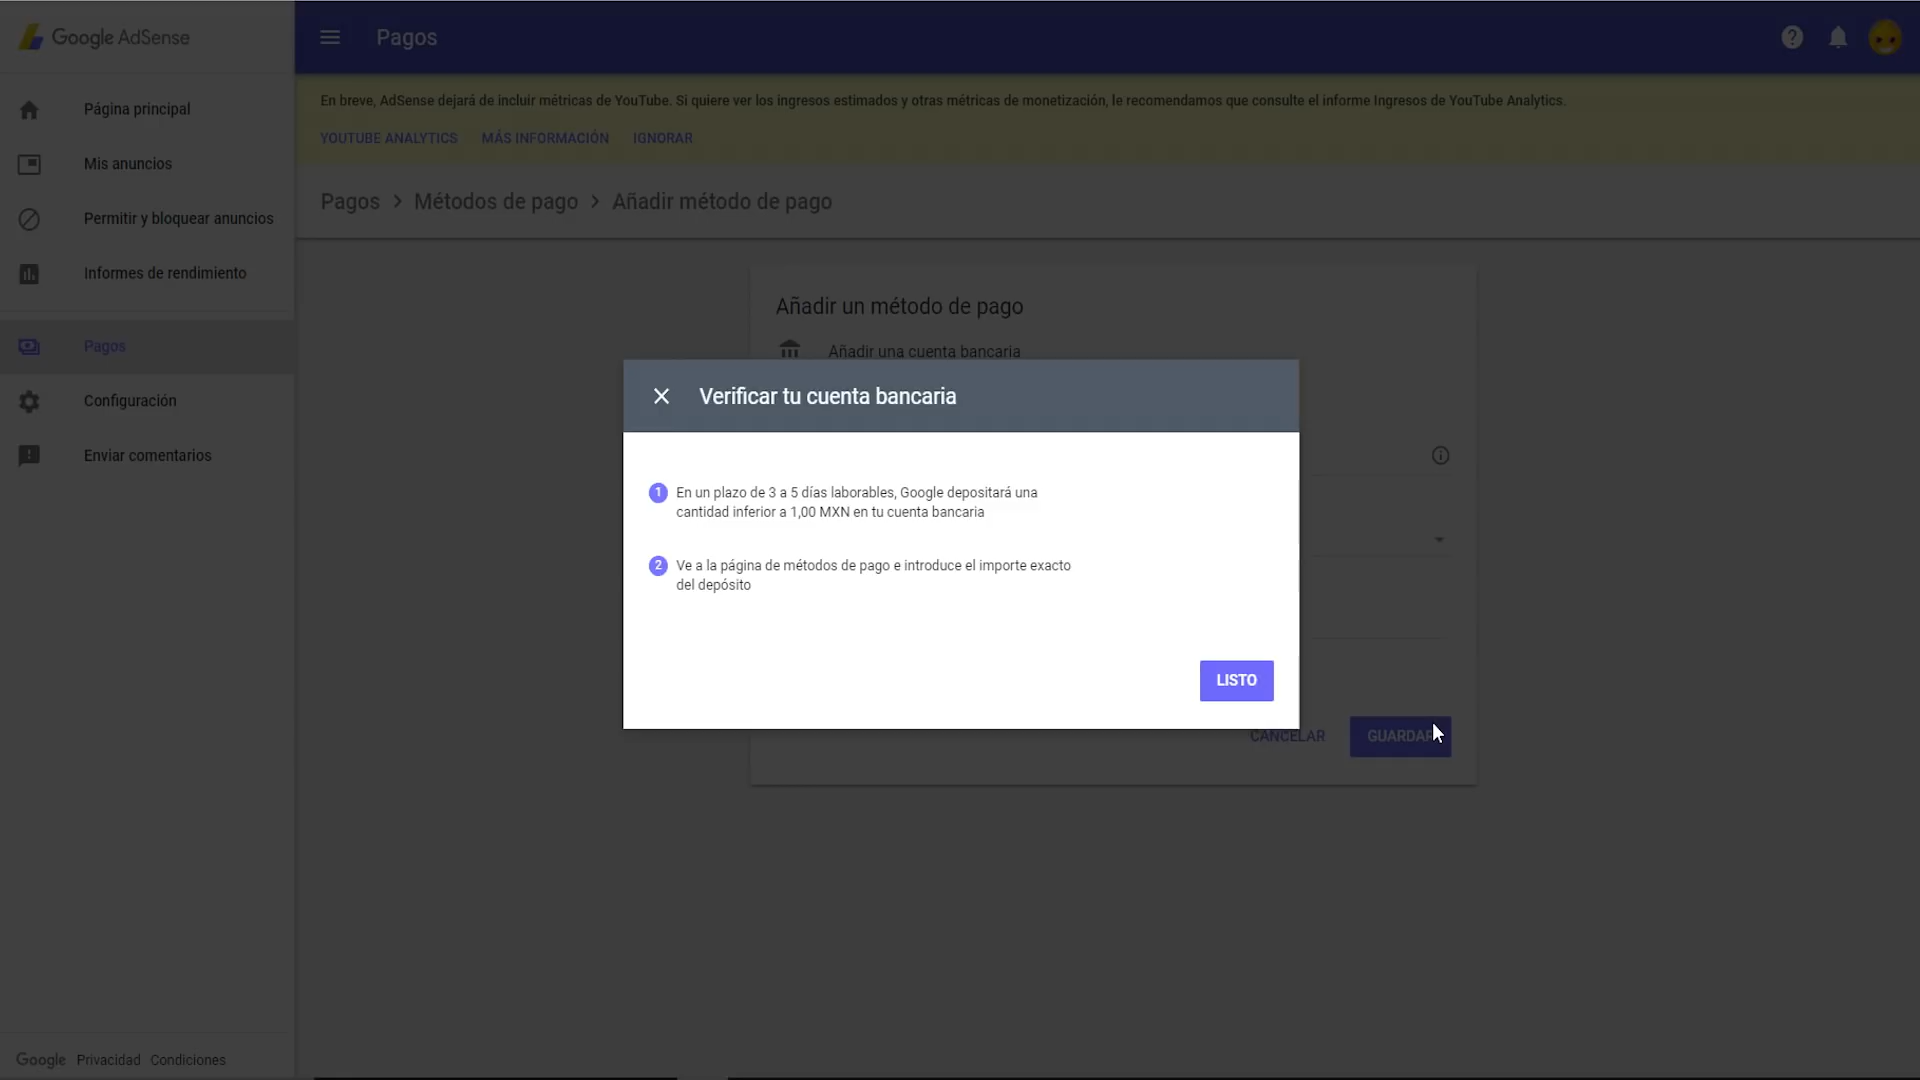 Google AdSense
Pagos
Página principal
Mis anuncios
Permitir y bloquear anuncios
Informes de rendimiento
Pagos
Configuración
Enviar comentarios
Google Privacidad Condiciones
En breve, AdSense dejará de incluir métricas de YouTube. Si quiere ver los ingresos estimados y otras métricas de monetización, le recomendamos que consulte el informe Ingresos de YouTube Analytics.
YOUTUBE ANALYTICS MÁS INFORMACIÓN IGNORAR
Pagos > Métodos de pago > Añadir método de pago
Añadir un método de pago
Añadir una cuenta bancaria
Verificar tu cuenta bancaria
1 En un plazo de 3 a 5 días laborables, Google depositará una
cantidad inferior a 1,00 MXN en tu cuenta bancaria
2 Ve a la página de métodos de pago e introduce el importe exacto
del depósito
LISTO
CANCELAR GUARDAR